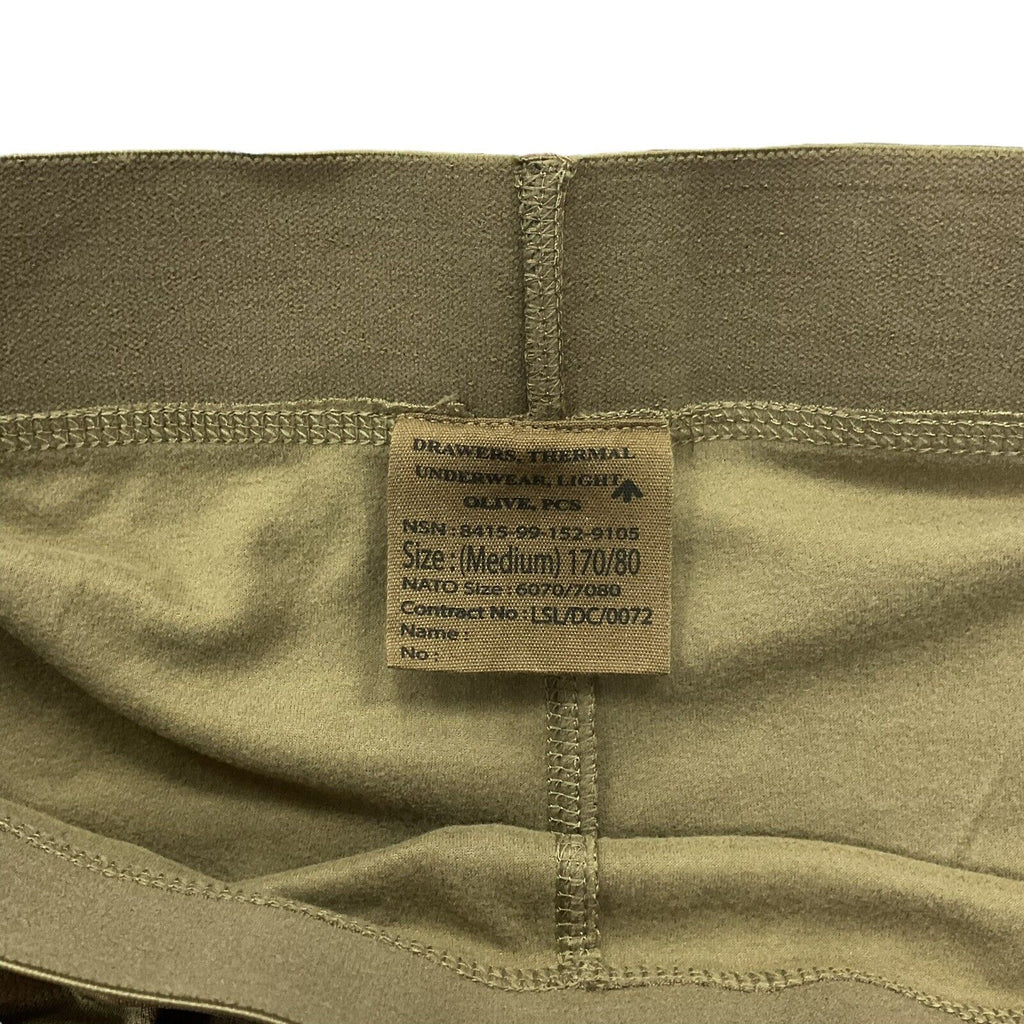 DRAWERS, THERMAL
UNDERWEAR, LIGHT
OLIVE, PCS
NSN : 8415-99-152-9105
Size : (Medium) 170/80
NATO Size : 6070/7080
Contract No : LSL/DC/0072
Name :
No :